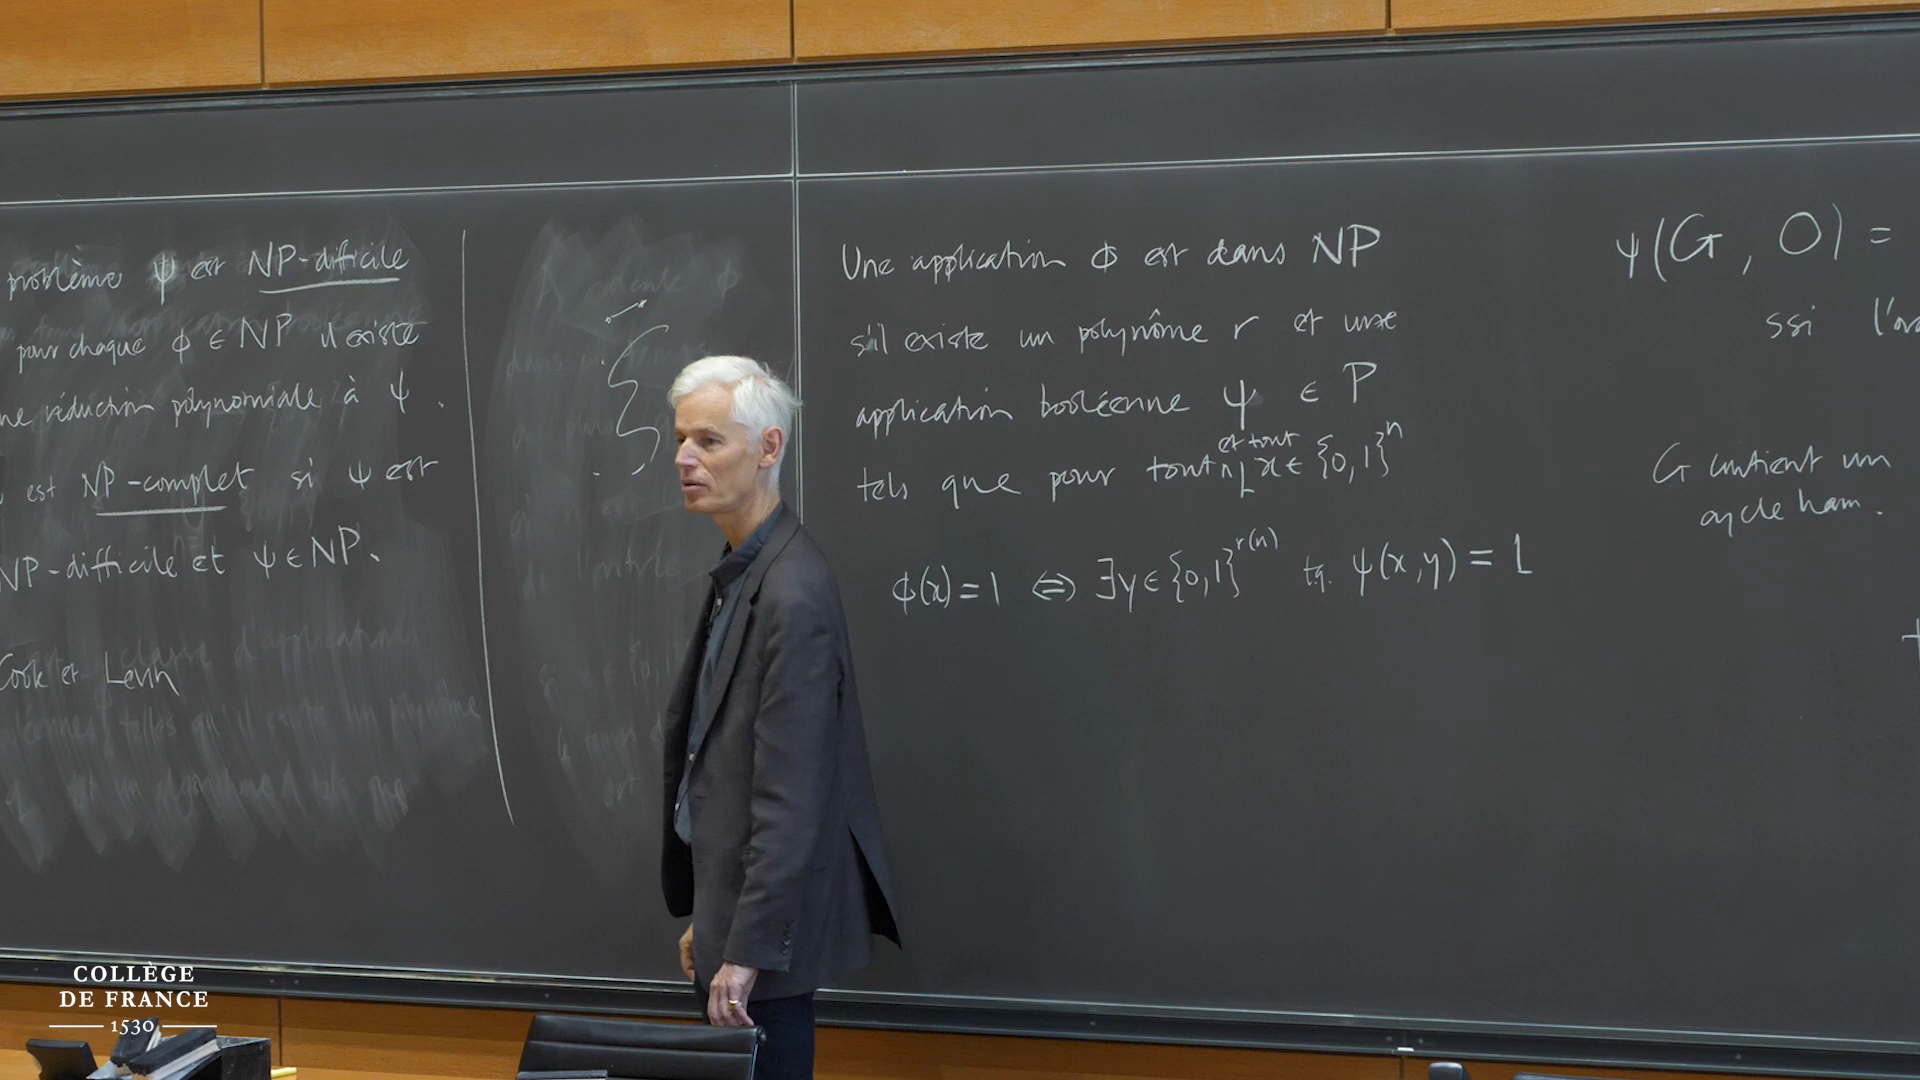 problème ψ est NP-difficile
pour chaque ϕ ∈ NP il existe
ne réduction polynomiale à ψ.
est NP-complet si ψ est
NP-difficile et ψ ∈ NP.
Cook et Levin
A calcule ϕ
Une application ϕ est dans NP
s'il existe un polynôme r et une
application booléenne ψ ∈ P
tels que pour tout n et tout x ∈ {0,1}^n
ϕ(x) = 1 ⇔ ∃y ∈ {0,1}^r(n) tq. ψ(x,y) = 1
ψ(G, O) =
ssi l'or
G contient un
cycle ham.
COLLÈGE
DE FRANCE
1530